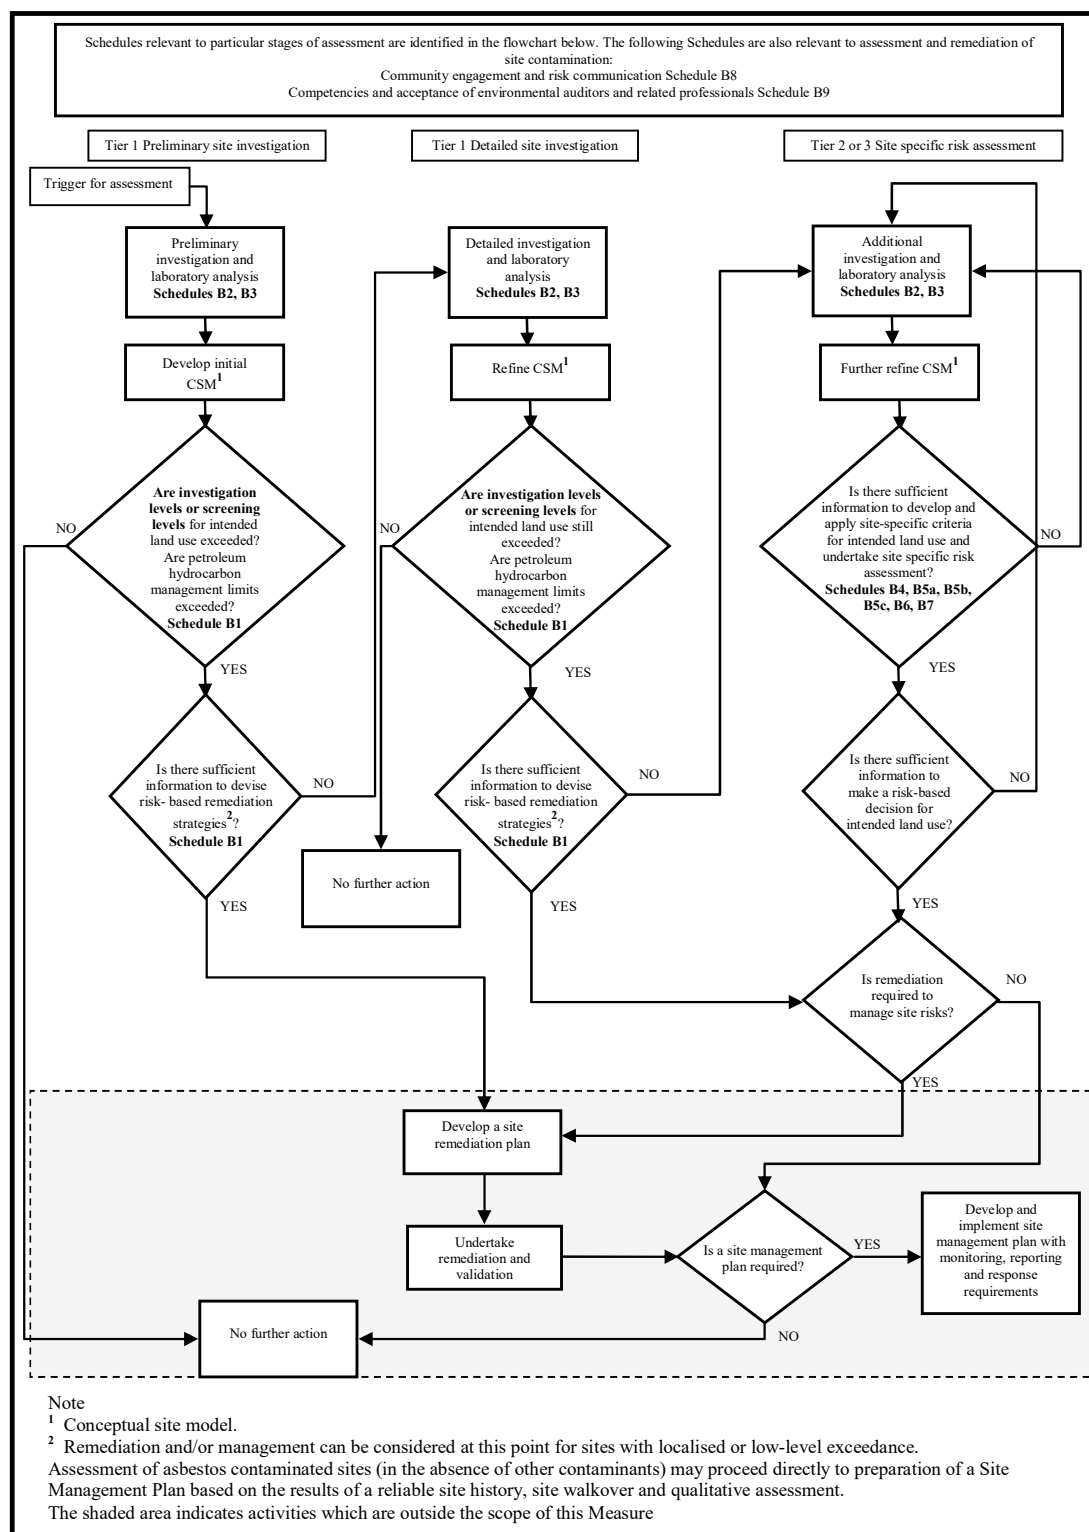 Schedules relevant to particular stages of assessment are identified in the flowchart below. The following Schedules are also relevant to assessment and remediation of
site contamination:
Community engagement and risk communication Schedule B8
Competencies and acceptance of environmental auditors and related professionals Schedule B9
Tier 1 Preliminary site investigation
Tier 1 Detailed site investigation
Tier 2 or 3 Site specific risk assessment
Trigger for assessment
Preliminary
investigation and
laboratory analysis
Schedules B2, B3
Detailed investigation
and laboratory
analysis
Schedules B2, B3
Additional
investigation and
laboratory analysis
Schedules B2, B3
Develop initial
CSM1
Refine CSM1
Further refine CSM1
Are investigation
levels or screening
levels for intended
land use exceeded?
Are petroleum
hydrocarbon
management limits
exceeded?
Schedule B1
NO
YES
Are investigation levels
or screening levels for
intended land use still
exceeded?
Are petroleum
hydrocarbon
management limits
exceeded?
Schedule B1
NO
YES
Is there sufficient
information to develop and
apply site-specific criteria
for intended land use and
undertake site specific risk
assessment?
Schedules B4, B5a, B5b,
B5c, B6, B7
NO
YES
Is there sufficient
information to devise
risk- based remediation
strategies2?
Schedule B1
NO
YES
No further action
Is there sufficient
information to devise
risk- based remediation
strategies2?
Schedule B1
NO
YES
Is there sufficient
information to
make a risk-based
decision for
intended land use?
NO
YES
Is remediation
required to
manage site risks?
NO
YES
Develop a site
remediation plan
Undertake
remediation and
validation
Is a site management
plan required?
YES
NO
Develop and
implement site
management plan with
monitoring, reporting
and response
requirements
No further action
Note
1 Conceptual site model.
2 Remediation and/or management can be considered at this point for sites with localised or low-level exceedance.
Assessment of asbestos contaminated sites (in the absence of other contaminants) may proceed directly to preparation of a Site
Management Plan based on the results of a reliable site history, site walkover and qualitative assessment.
The shaded area indicates activities which are outside the scope of this Measure